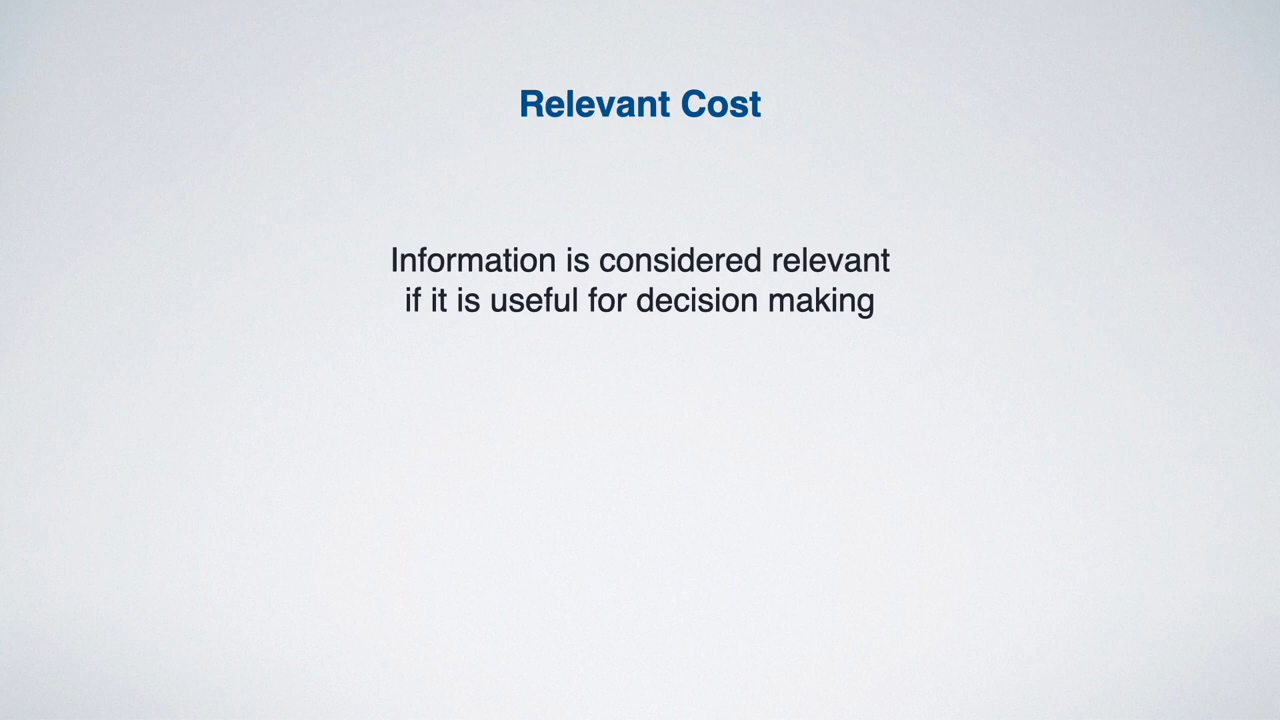 Relevant Cost
Information is considered relevant
if it is useful for decision making